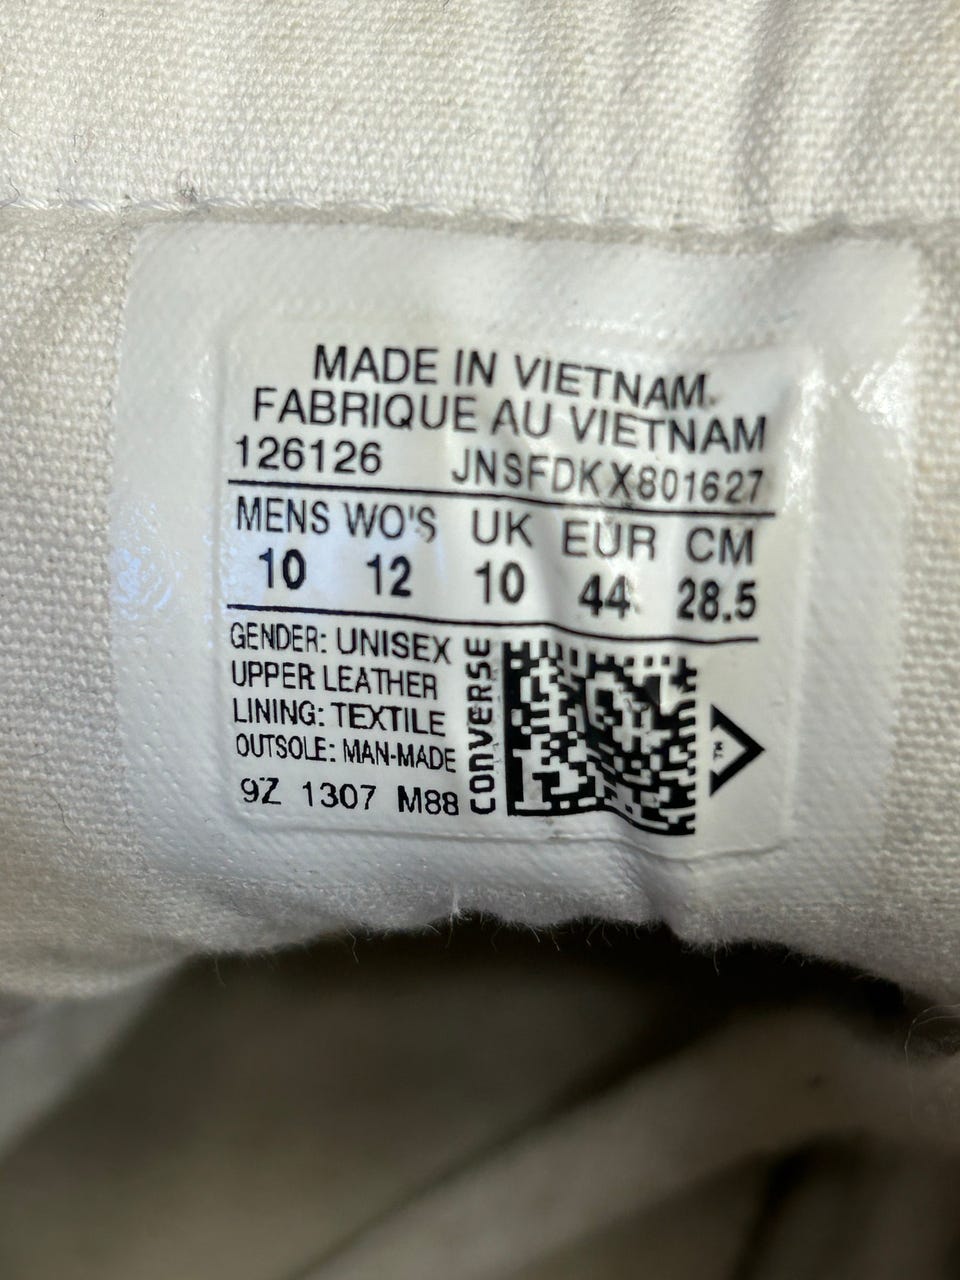 MADE IN VIETNAM.
FABRIQUE AU VIETNAM
126126 JNSFDKX801627
MENS WO'S UK EUR CM
10 12 10 44 28.5
GENDER: UNISEX
UPPER: LEATHER
LINING: TEXTILE
OUTSOLE: MAN-MADE
9Z 1307 M88
CONVERSE
TM